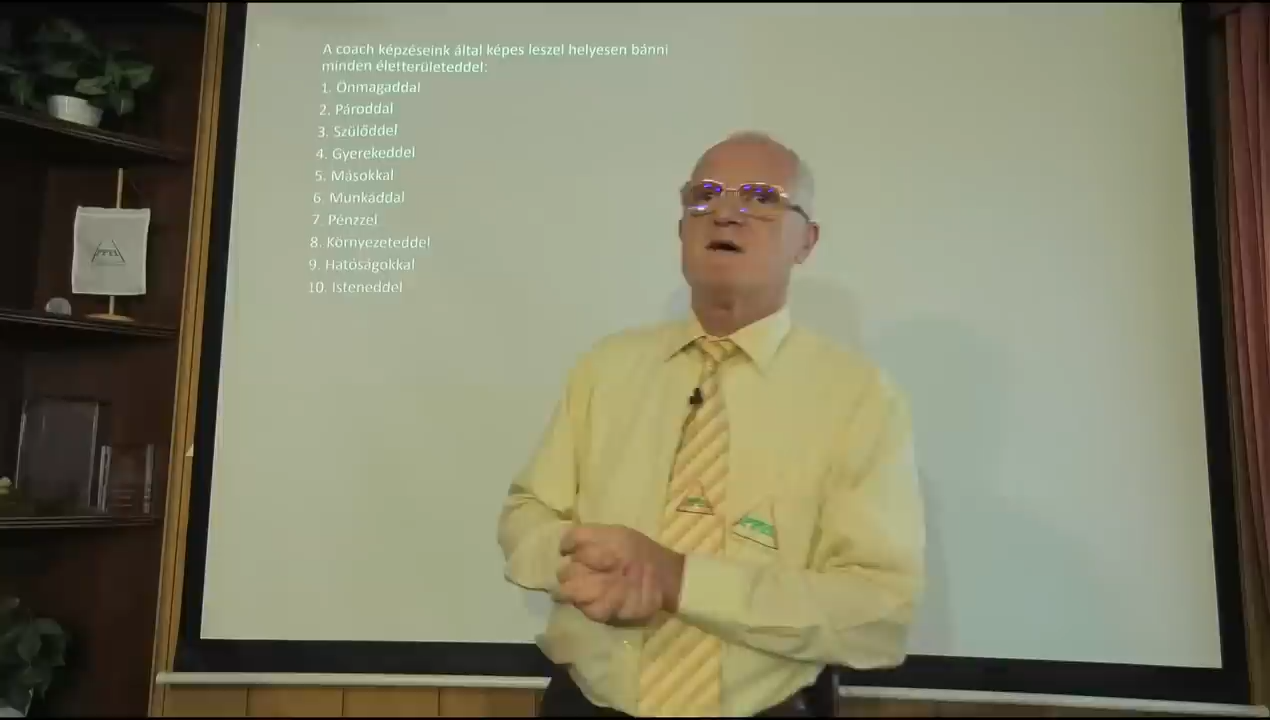 A coach képzéseink által képes leszel helyesen bánni
minden életterületeddel:
1. Önmagaddal
2. Pároddal
3. Szülőddel
4. Gyerekeddel
5. Másokkal
6. Munkáddal
7. Pénzzel
8. Környezeteddel
9. Hatóságokkal
10. Isteneddel